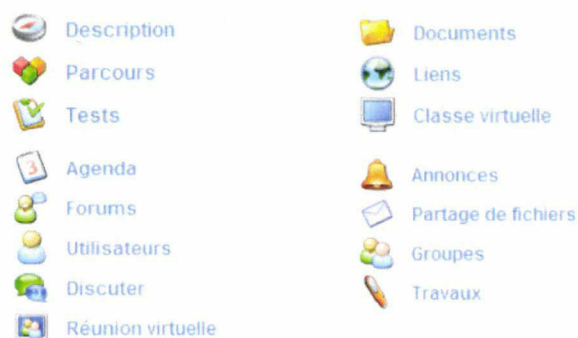 Description
Parcours
Tests
Agenda
3
Forums
Utilisateurs
Discuter
Réunion virtuelle
Documents
Liens
Classe virtuelle
Annonces
Partage de fichiers
Groupes
Travaux